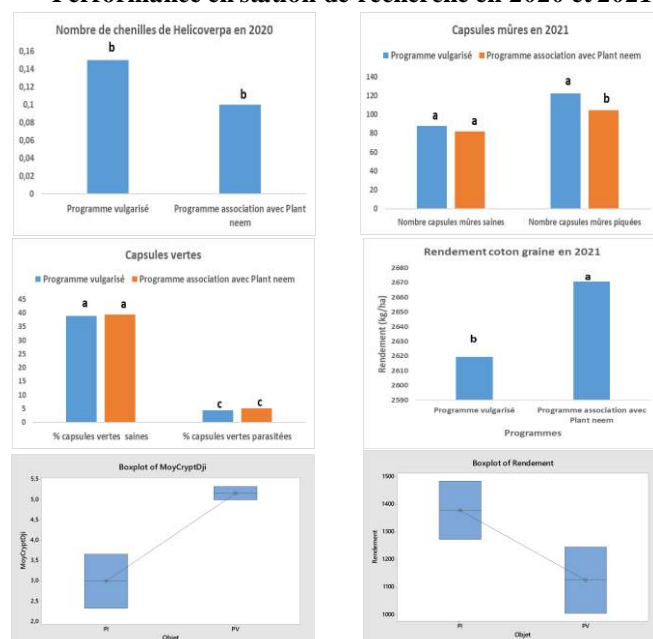 Performance en station de recherche en 2020 et 2021
Nombre de chenilles de Helicoverpa en 2020
0,16
0,14
0,12
0,1
0,08
0,06
0,04
0,02
0
b
b
Programme vulgarisé
Programme association avec Plant
neem
Capsules mûres en 2021
Programme vulgarisé
Programme association avec Plant neem
140
120
100
80
60
40
20
0
a
a
a
b
Nombre capsules mûres saines
Nombre capsules mûres piquées
Capsules vertes
Programme vulgarisé
Programme association avec Plant neem
45
40
35
30
25
20
15
10
5
0
a
a
c
c
% capsules vertes saines
% capsules vertes parasitées
Rendement coton graine en 2021
Rendement (kg/ha)
2680
2670
2660
2650
2640
2630
2620
2610
2600
2590
b
a
Programme vulgarisé
Programme association avec
Plant neem
Programmes
Boxplot of MoyCryptDji
MoyCryptDji
5,5
5,0
4,5
4,0
3,5
3,0
2,5
2,0
PI
PV
Objet
Boxplot of Rendement
Rendement
1500
1400
1300
1200
1100
1000
PI
PV
Objet